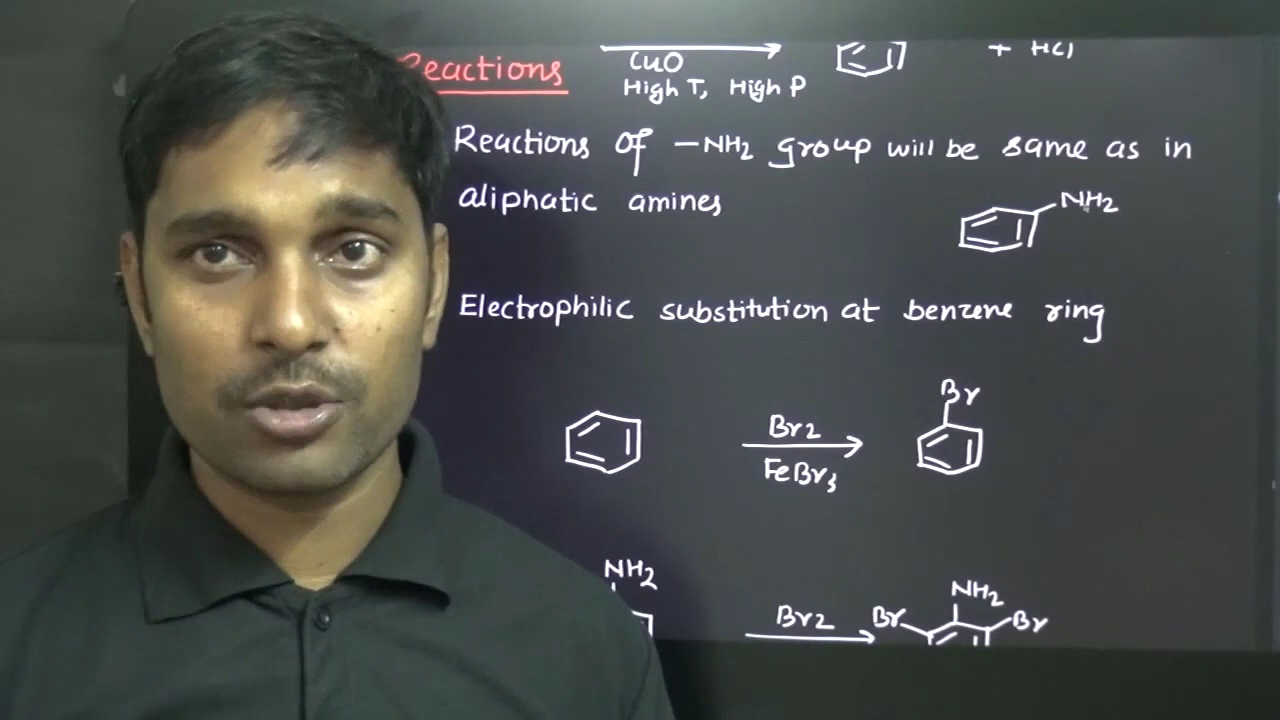 CuO + HCl
Reactions
High T, High P
Reactions of -NH2 group will be same as in
aliphatic amines
NH2
Electrophilic substitution at benzene ring
Br
Br2
FeBr3
NH2
NH2
Br2 Br Br